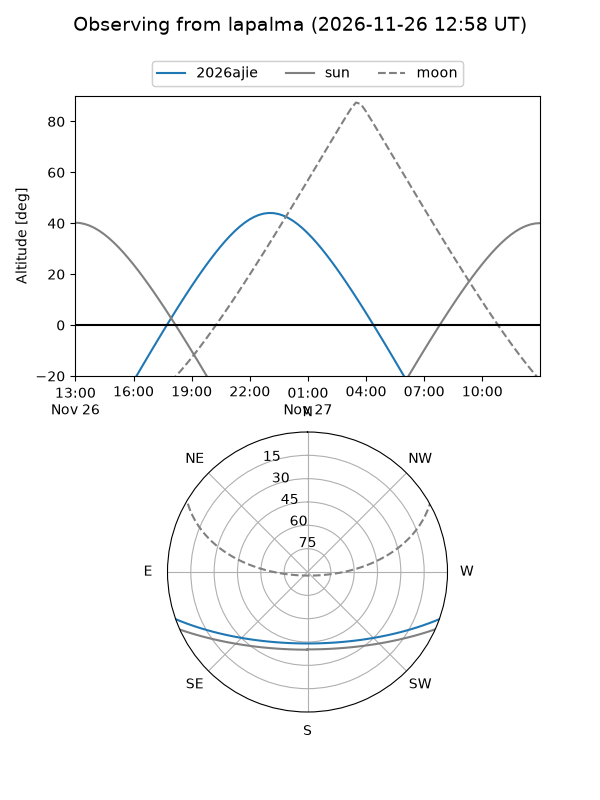 Observing from lapalma (2026-11-26 12:58 UT)
2026ajie sun moon
Altitude [deg]
80
60
40
20
0
−20
13:00 16:00 19:00 22:00 01:00 04:00 07:00 10:00
Nov 26 Nov 27
N
NE NW
15
30
45
60
75
E W
SE SW
S